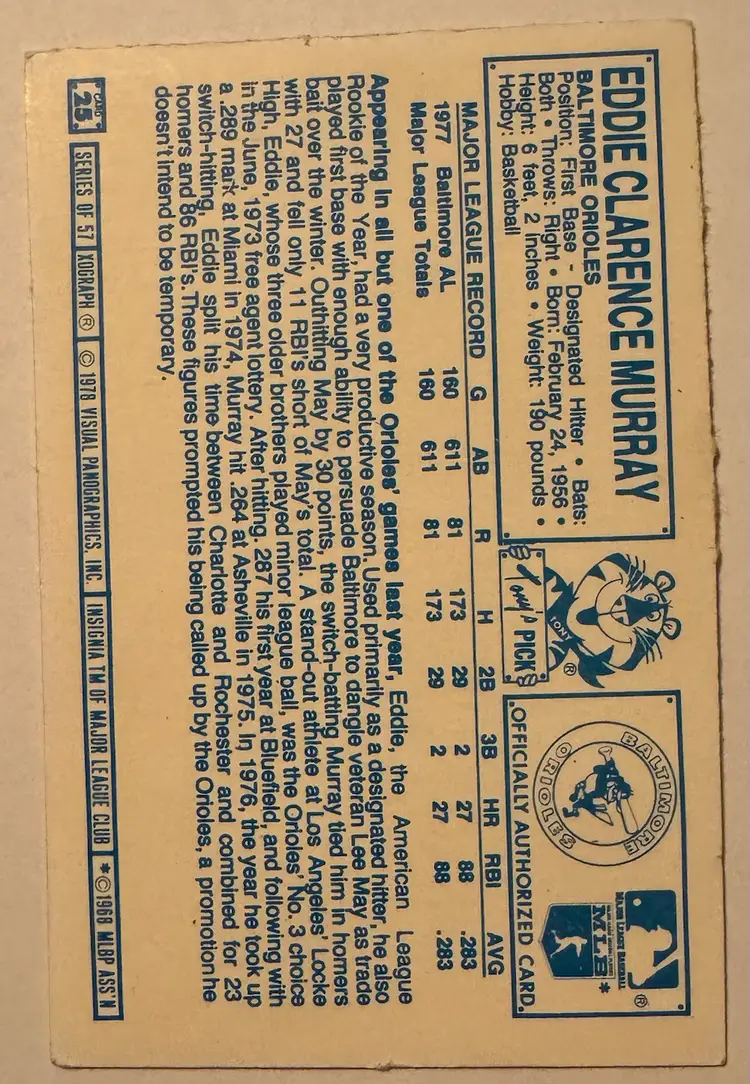 EDDIE CLARENCE MURRAY
BALTIMORE ORIOLES
Position: First Base - Designated Hitter • Bats:
Both • Throws: Right • Born: February 24, 1956 •
Height: 6 feet, 2 inches • Weight: 190 pounds •
Hobby: Basketball
TONY
®
Tony's PICK
BALTIMORE
ORIOLES
MAJOR LEAGUE BASEBALL
®
MLB
*
OFFICIALLY AUTHORIZED CARD
MAJOR LEAGUE RECORD G AB R H 2B 3B HR RBI AVG
1977 Baltimore AL 160 611 81 173 29 2 27 88 .283
Major League Totals 160 611 81 173 29 2 27 88 .283
Appearing in all but one of the Orioles' games last year, Eddie, the American League
Rookie of the Year, had a very productive season. Used primarily as a designated hitter, he also
played first base with enough ability to persuade Baltimore to dangle veteran Lee May as trade
bait over the winter. Outhitting May by 30 points, the switch-batting Murray tied him in homers
with 27 and fell only 11 RBI's short of May's total. A stand-out athlete at Los Angeles' Locke
High, Eddie, whose three older brothers played minor league ball, was the Orioles' No. 3 choice
in the June, 1973 free agent lottery. After hitting .287 his first year at Bluefield, and following with
a .289 mark at Miami in 1974, Murray hit .264 at Asheville in 1975. In 1976, the year he took up
switch-hitting, Eddie split his time between Charlotte and Rochester and combined for 23
homers and 86 RBI's. These figures prompted his being called up by the Orioles, a promotion he
doesn't intend to be temporary.
CARD
25
SERIES OF 57 XOGRAPH ® © 1978 VISUAL PANOGRAPHICS, INC. INSIGNIA TM OF MAJOR LEAGUE CLUB * © 1968 MLBP ASS'N